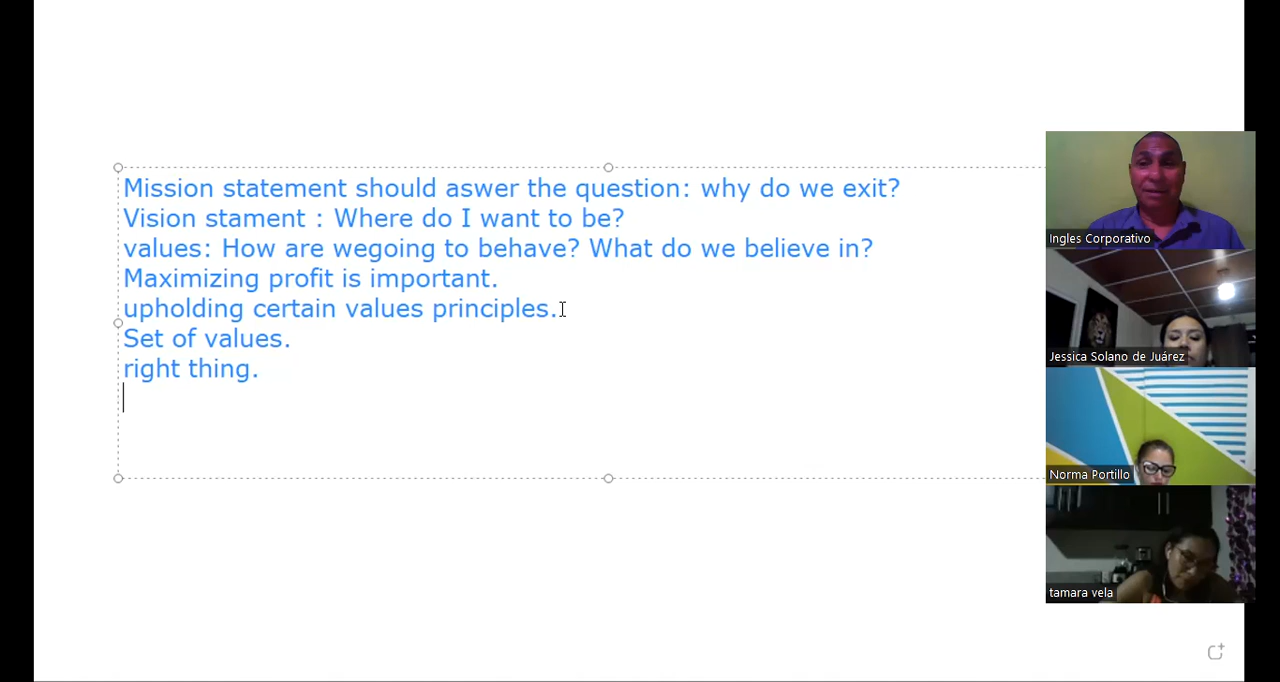 Mission statement should aswer the question: why do we exit?
Vision stament : Where do I want to be?
values: How are wegoing to behave? What do we believe in?
Maximizing profit is important.
upholding certain values principles.
Set of values.
right thing.
Ingles Corporativo
Jessica Solano de Juárez
Norma Portillo
tamara vela